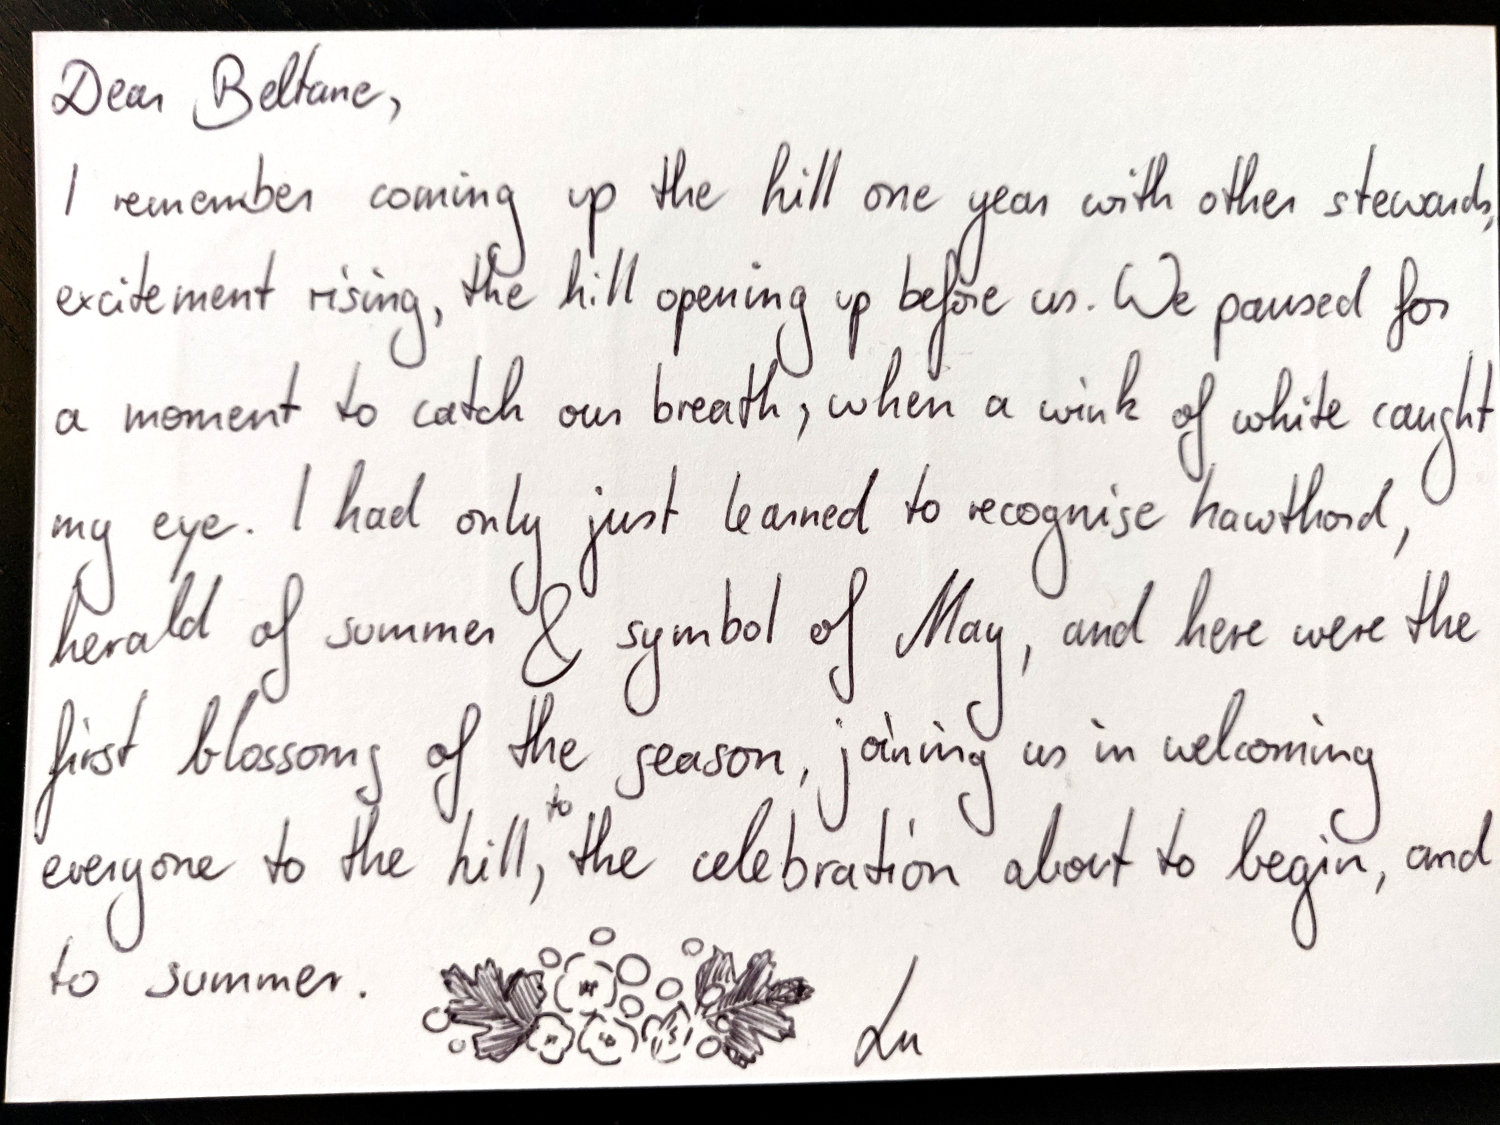 Dear Beltane,
I remember coming up the hill one year with other stewards,
excitement rising, the hill opening up before us. We paused for
a moment to catch our breath, when a wink of white caught
my eye. I had only just learned to recognise hawthord,
herald of summer & symbol of May, and here were the
first blossoms of the season, joining us in welcoming
everyone to the hill, to the celebration about to begin, and
to summer.
Lu